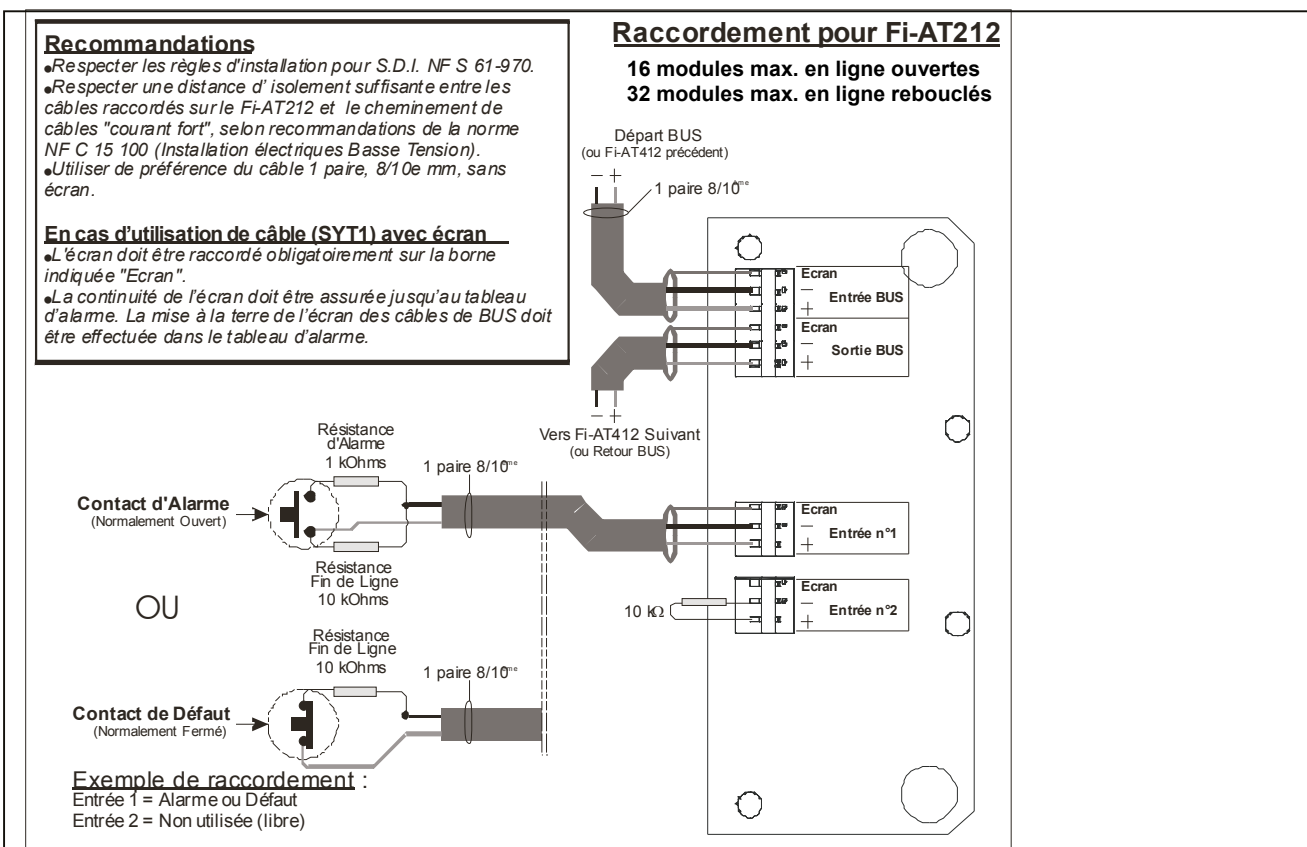 Recommandations
•Respecter les règles d'installation pour S.D.I. NF S 61-970.
•Respecter une distance d' isolement suffisante entre les
câbles raccordés sur le Fi-AT212 et le cheminement de
câbles "courant fort", selon recommandations de la norme
NF C 15 100 (Installation électriques Basse Tension).
•Utiliser de préférence du câble 1 paire, 8/10e mm, sans
écran.
En cas d'utilisation de câble (SYT1) avec écran
•L'écran doit être raccordé obligatoirement sur la borne
indiquée "Ecran".
•La continuité de l'écran doit être assurée jusqu'au tableau
d'alarme. La mise à la terre de l'écran des câbles de BUS doit
être effectuée dans le tableau d'alarme.
Raccordement pour Fi-AT212
16 modules max. en ligne ouvertes
32 modules max. en ligne rebouclés
Départ BUS
(ou Fi-AT412 précédent)
− +
1 paire 8/10ème
Ecran
−
Entrée BUS
+
Ecran
−
Sortie BUS
+
− +
Vers Fi-AT412 Suivant
(ou Retour BUS)
Résistance
d'Alarme
1 kOhms
1 paire 8/10ème
Contact d'Alarme
(Normalement Ouvert)
Résistance
Fin de Ligne
10 kOhms
Ecran
−
Entrée n°1
+
OU
10 kΩ
Ecran
−
Entrée n°2
+
Résistance
Fin de Ligne
10 kOhms
1 paire 8/10ème
Contact de Défaut
(Normalement Fermé)
Exemple de raccordement :
Entrée 1 = Alarme ou Défaut
Entrée 2 = Non utilisée (libre)